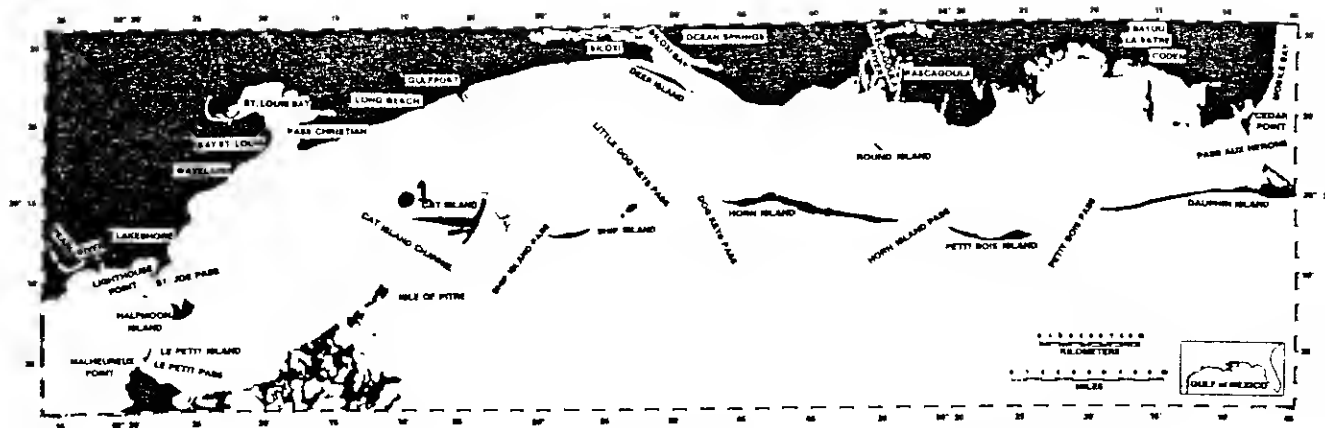 BILOXI
BILOXI BAY
OCEAN SPRINGS
DEER ISLAND
GULFPORT
LONG BEACH
ST. LOUIS BAY
PASS CHRISTIAN
BAY ST. LOUIS
WAVELAND
LAKESHORE
PEARL RIVER
LIGHTHOUSE
POINT
ST. JOE PASS
HALFMOON
ISLAND
LE PETIT ISLAND
LE PETIT PASS
MALHEUREUX
POINT
1
CAT ISLAND
CAT ISLAND CHANNEL
SHIP ISLAND PASS
SHIP ISLAND
ISLE OF PITRE
LITTLE DOG KEYS PASS
DOG KEYS PASS
HORN ISLAND
HORN ISLAND PASS
PASCAGOULA
ROUND ISLAND
PETIT BOIS ISLAND
PETIT BOIS PASS
BAYOU
LA BATRE
CODEN
MOBILE BAY
CEDAR
POINT
PASS AUX HERONS
DAUPHIN ISLAND
KILOMETERS
MILES
GULF OF MEXICO